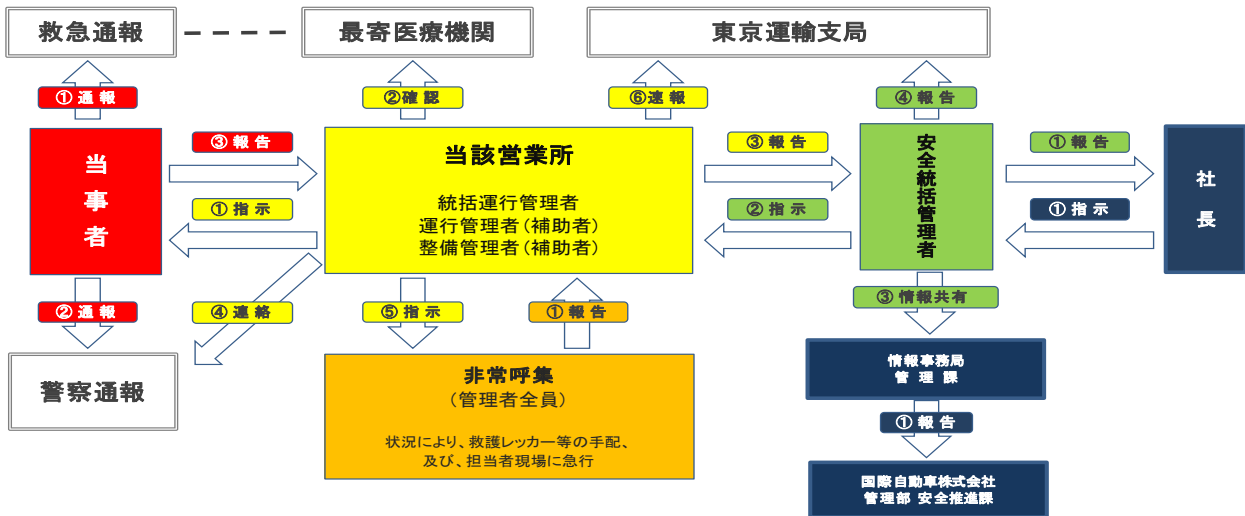 救急通報
最寄医療機関
東京運輸支局
①通報
②確認
⑥速報
④報告
当事者
③報告
①指示
当該営業所
統括運行管理者
運行管理者(補助者)
整備管理者(補助者)
③報告
②指示
安全統括管理者
①報告
①指示
社長
②通報
④連絡
⑤指示
①報告
③情報共有
警察通報
非常呼集
(管理者全員)
状況により、救護レッカー等の手配、
及び、担当者現場に急行
情報事務局
管理課
①報告
国際自動車株式会社
管理部 安全推進課